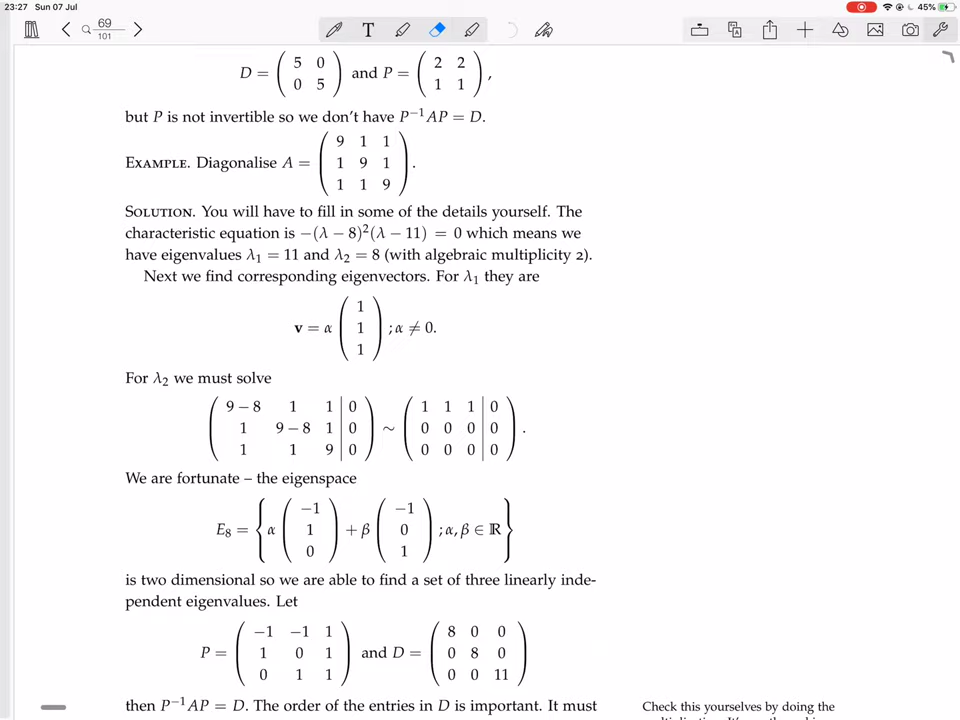 23:27 Sun 07 Jul 45%
69
101
T
D = ( 5 0 ) and P = ( 2 2 ) ,
( 0 5 ) ( 1 1 )
but P is not invertible so we don't have P⁻¹AP = D.
( 9 1 1 )
EXAMPLE. Diagonalise A = ( 1 9 1 ) .
( 1 1 9 )
SOLUTION. You will have to fill in some of the details yourself. The
characteristic equation is −(λ − 8)²(λ − 11) = 0 which means we
have eigenvalues λ₁ = 11 and λ₂ = 8 (with algebraic multiplicity 2).
Next we find corresponding eigenvectors. For λ₁ they are
( 1 )
v = α ( 1 ) ; α ≠ 0.
( 1 )
For λ₂ we must solve
( 9 − 8 1 1 | 0 ) ( 1 1 1 | 0 )
( 1 9 − 8 1 | 0 ) ∼ ( 0 0 0 | 0 ) .
( 1 1 9 | 0 ) ( 0 0 0 | 0 )
We are fortunate – the eigenspace
( −1 ) ( −1 )
E₈ = { α ( 1 ) + β ( 0 ) ; α, β ∈ ℝ }
( 0 ) ( 1 )
is two dimensional so we are able to find a set of three linearly inde-
pendent eigenvalues. Let
( −1 −1 1 ) ( 8 0 0 )
P = ( 1 0 1 ) and D = ( 0 8 0 )
( 0 1 1 ) ( 0 0 11 )
then P⁻¹AP = D. The order of the entries in D is important. It must
Check this yourselves by doing the